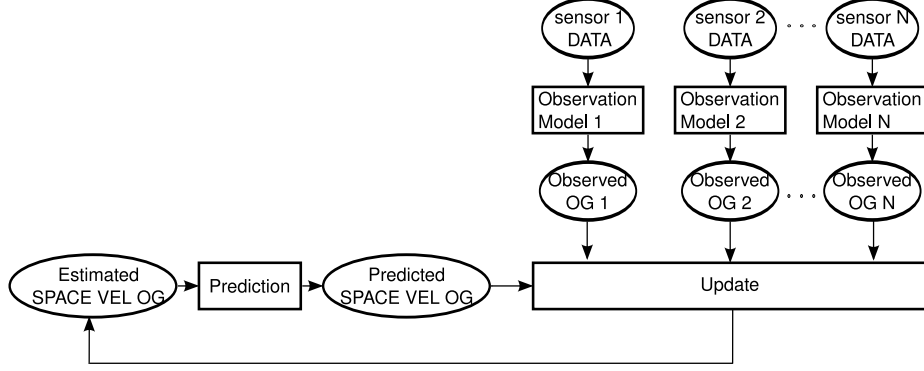 sensor 1
DATA
sensor 2
DATA
sensor N
DATA
Observation
Model 1
Observation
Model 2
Observation
Model N
Observed
OG 1
Observed
OG 2
Observed
OG N
Estimated
SPACE VEL OG
Prediction
Predicted
SPACE VEL OG
Update